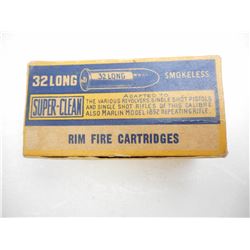 32 LONG
32 LONG
SMOKELESS
SUPER-CLEAN
ADAPTED TO
THE VARIOUS REVOLVERS, SINGLE SHOT PISTOLS
AND SINGLE SHOT RIFLES OF THIS CALIBRE
ALSO MARLIN MODEL 1892 REPEATING RIFLE.
RIM FIRE CARTRIDGES